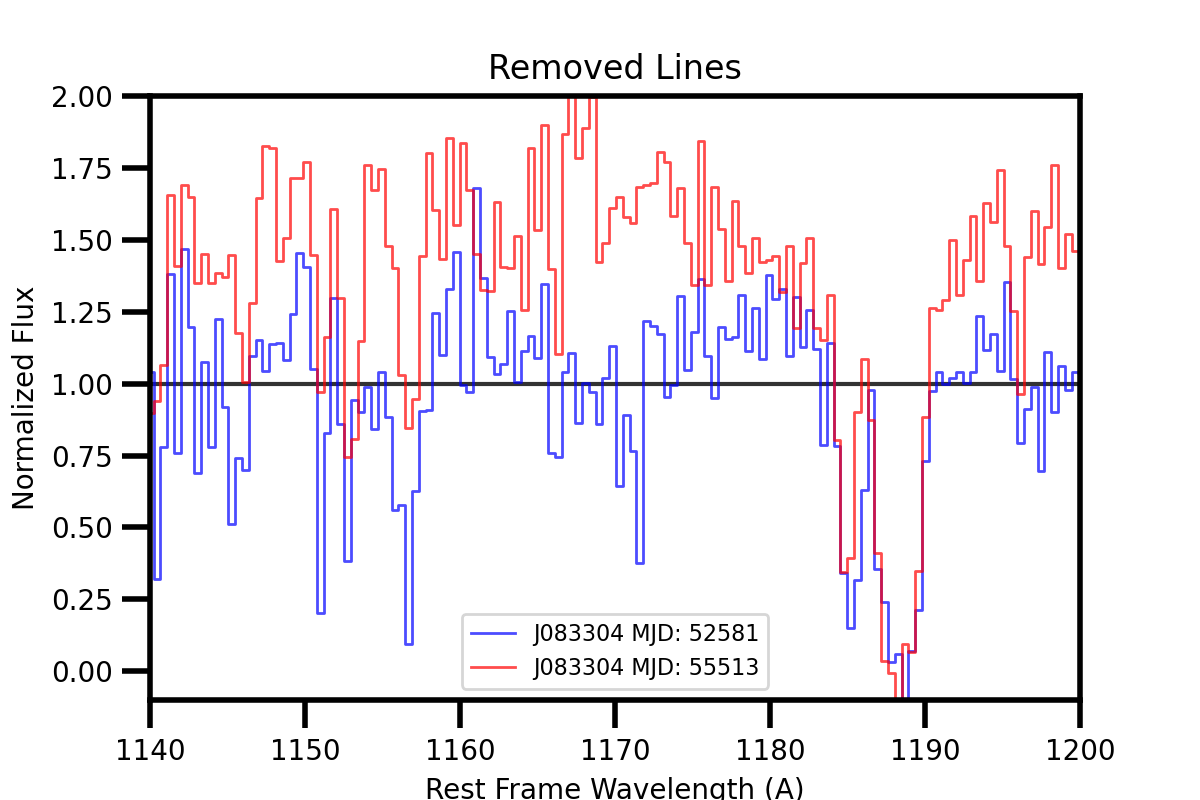 Removed Lines
Normalized Flux
2.00
1.75
1.50
1.25
1.00
0.75
0.50
0.25
0.00
J083304 MJD: 52581
J083304 MJD: 55513
1140 1150 1160 1170 1180 1190 1200
Rest Frame Wavelength (A)